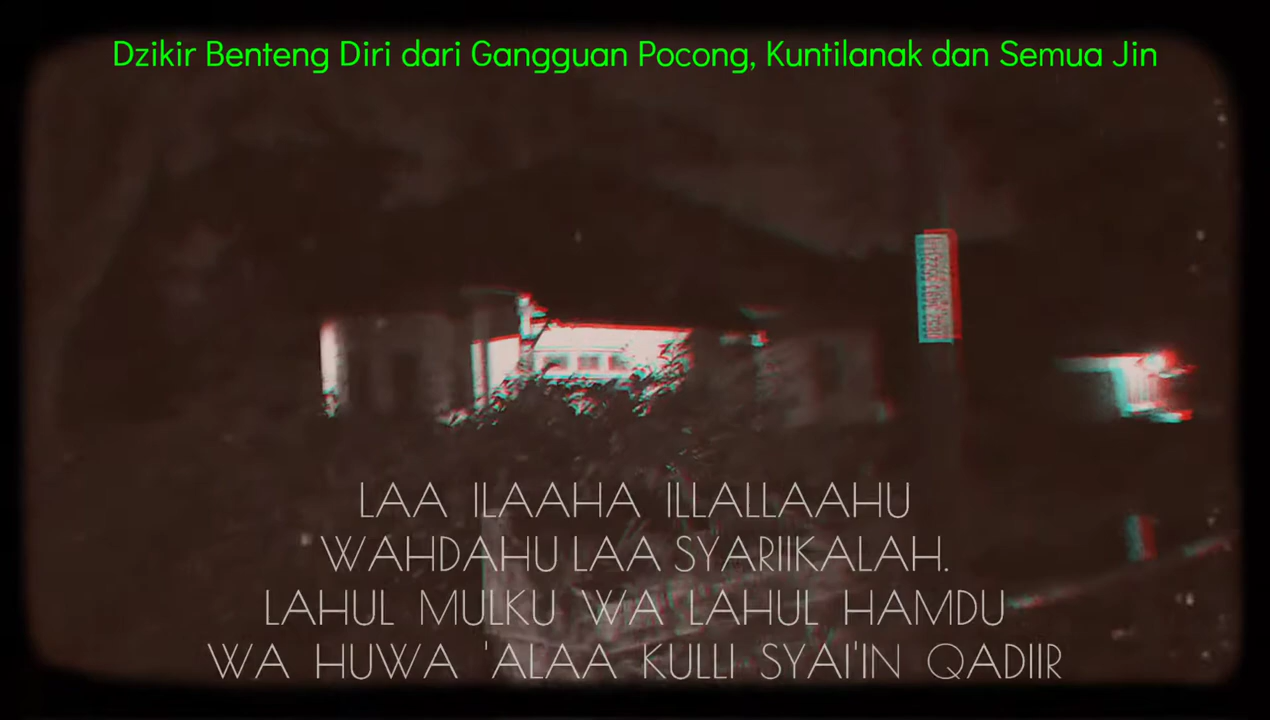 Dzikir Benteng Diri dari Gangguan Pocong, Kuntilanak dan Semua Jin
LAA ILAAHA ILLALLAAHU
WAHDAHU LAA SYARIIKALAH.
LAHUL MULKU WA LAHUL HAMDU
WA HUWA 'ALAA KULLI SYAI'IN QADIIR